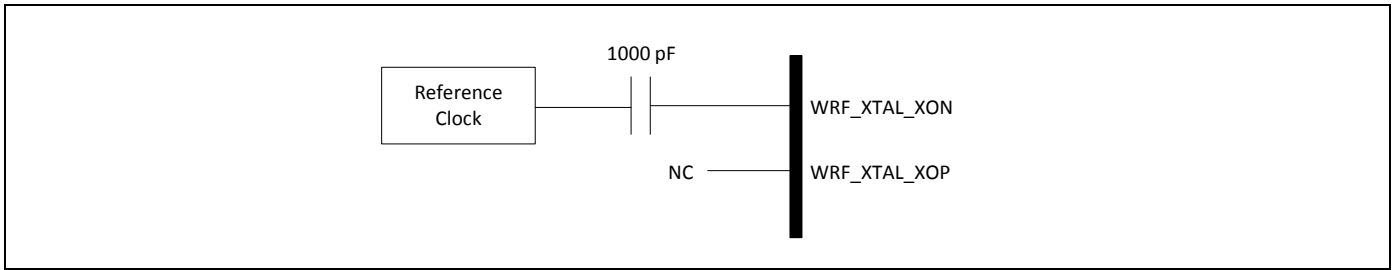 1000 pF
Reference
Clock
WRF_XTAL_XON
NC
WRF_XTAL_XOP